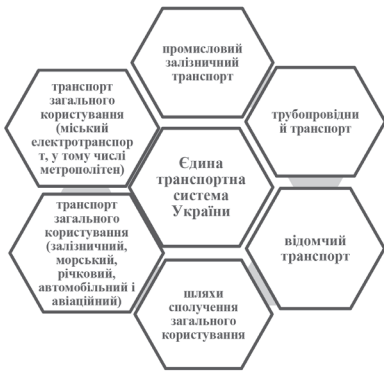 промисловий
залізничний
транспорт
транспорт
загального
користування
(міський
електротранспор
т, у тому числі
метрополітен)
трубопровідни
й транспорт
Єдина
транспортна
система
України
транспорт
загального
користування
(залізничний,
морський,
річковий,
автомобільний і
авіаційний)
відомчий
транспорт
шляхи
сполучення
загального
користування